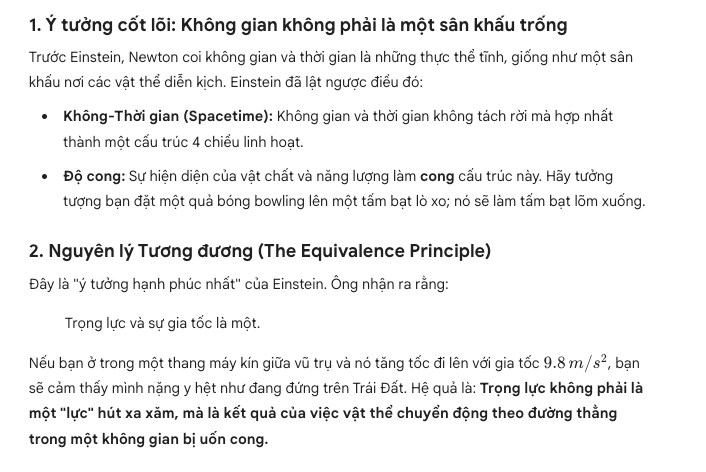 1. Ý tưởng cốt lõi: Không gian không phải là một sân khấu trống
Trước Einstein, Newton coi không gian và thời gian là những thực thể tĩnh, giống như một sân
khấu nơi các vật thể diễn kịch. Einstein đã lật ngược điều đó:
• Không-Thời gian (Spacetime): Không gian và thời gian không tách rời mà hợp nhất
thành một cấu trúc 4 chiều linh hoạt.
• Độ cong: Sự hiện diện của vật chất và năng lượng làm cong cấu trúc này. Hãy tưởng
tượng bạn đặt một quả bóng bowling lên một tấm bạt lò xo; nó sẽ làm tấm bạt lõm xuống.
2. Nguyên lý Tương đương (The Equivalence Principle)
Đây là "ý tưởng hạnh phúc nhất" của Einstein. Ông nhận ra rằng:
Trọng lực và sự gia tốc là một.
Nếu bạn ở trong một thang máy kín giữa vũ trụ và nó tăng tốc đi lên với gia tốc 9.8 m/s², bạn
sẽ cảm thấy mình nặng y hệt như đang đứng trên Trái Đất. Hệ quả là: Trọng lực không phải là
một "lực" hút xa xăm, mà là kết quả của việc vật thể chuyển động theo đường thẳng
trong một không gian bị uốn cong.